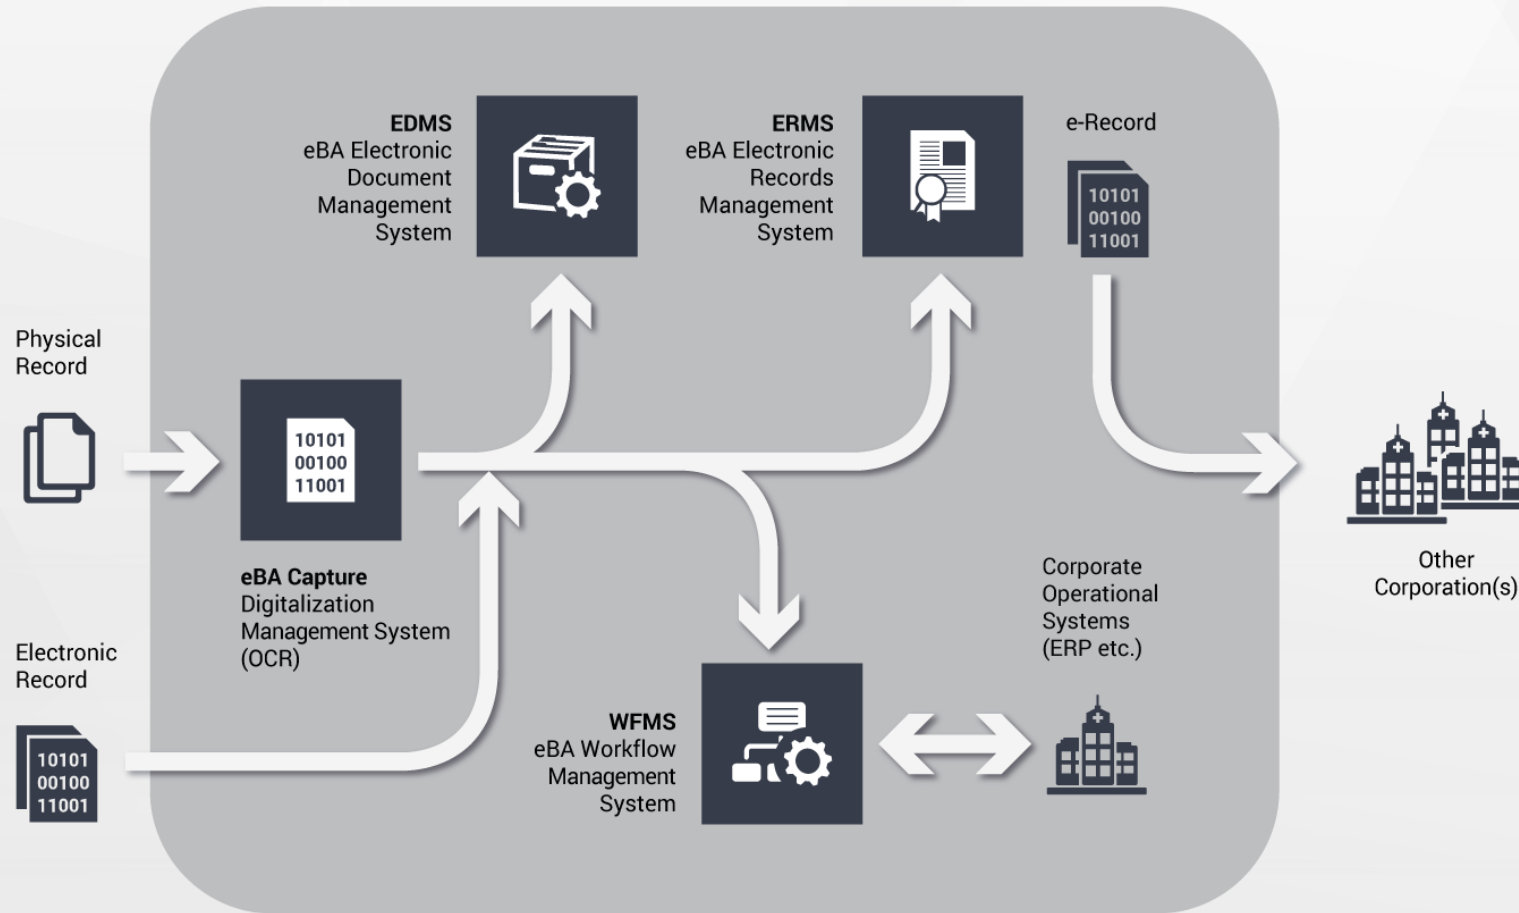 EDMS
eBA Electronic
Document
Management
System
ERMS
eBA Electronic
Records
Management
System
e-Record
10101
00100
11001
Physical
Record
10101
00100
11001
eBA Capture
Digitalization
Management System
(OCR)
Electronic
Record
10101
00100
11001
WFMS
eBA Workflow
Management
System
Corporate
Operational
Systems
(ERP etc.)
Other
Corporation(s)